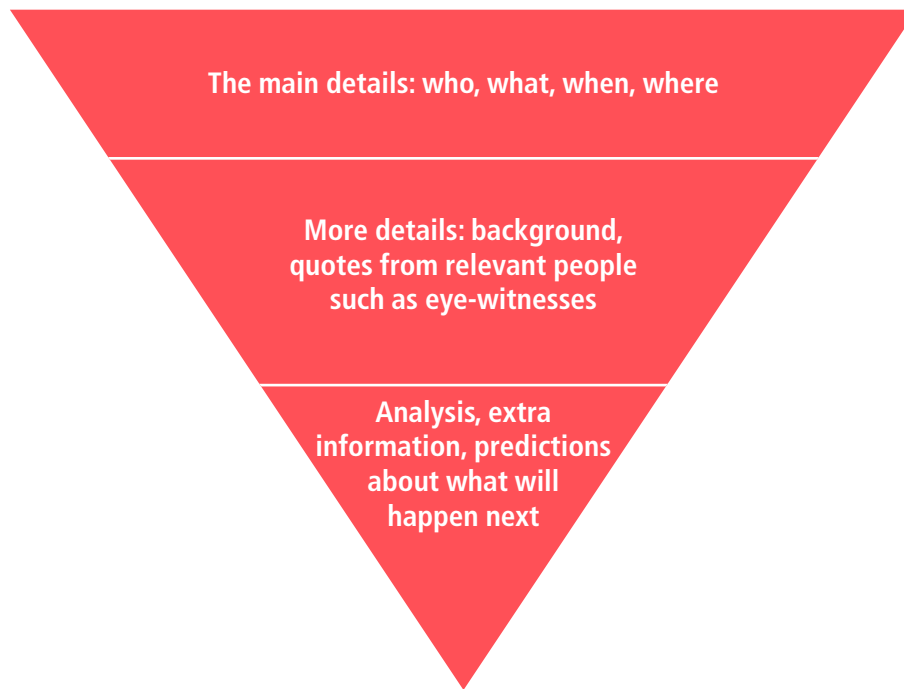 The main details: who, what, when, where
More details: background,
quotes from relevant people
such as eye-witnesses
Analysis, extra
information, predictions
about what will
happen next